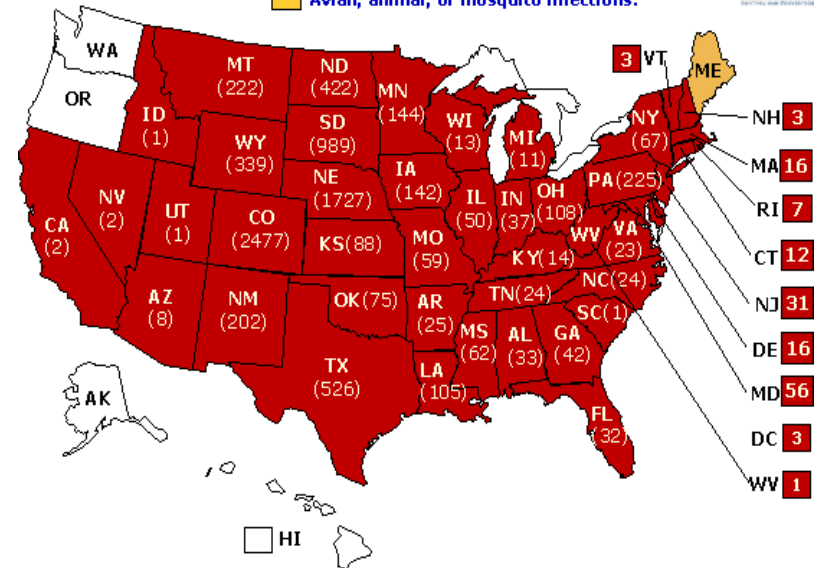 Avian, animal, or mosquito infections.
WA
OR
ID
(1)
MT
(222)
ND
(422)
MN
(144)
WI
(13)
MI
(11)
3 VT
ME
NH 3
NY
(67)
MA 16
RI 7
CT 12
NJ 31
DE 16
MD 56
DC 3
WV 1
WY
(339)
SD
(989)
NE
(1727)
IA
(142)
IL
(50)
IN
(37)
OH
(108)
PA(225)
NV
(2)
UT
(1)
CO
(2477)
KS(88)
MO
(59)
KY(14)
WV
VA
(23)
CA
(2)
AZ
(8)
NM
(202)
OK(75)
AR
(25)
TN(24)
NC(24)
SC(1)
MS
(62)
AL
(33)
GA
(42)
TX
(526)
LA
(105)
FL
(32)
AK
HI